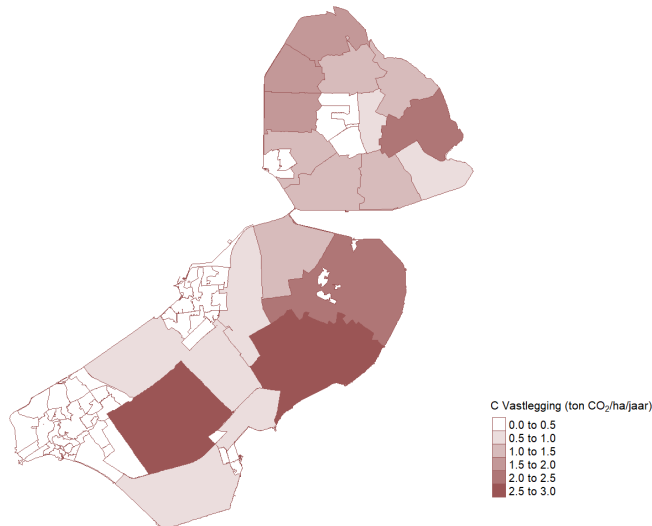 C Vastlegging (ton CO₂/ha/jaar)
0.0 to 0.5
0.5 to 1.0
1.0 to 1.5
1.5 to 2.0
2.0 to 2.5
2.5 to 3.0